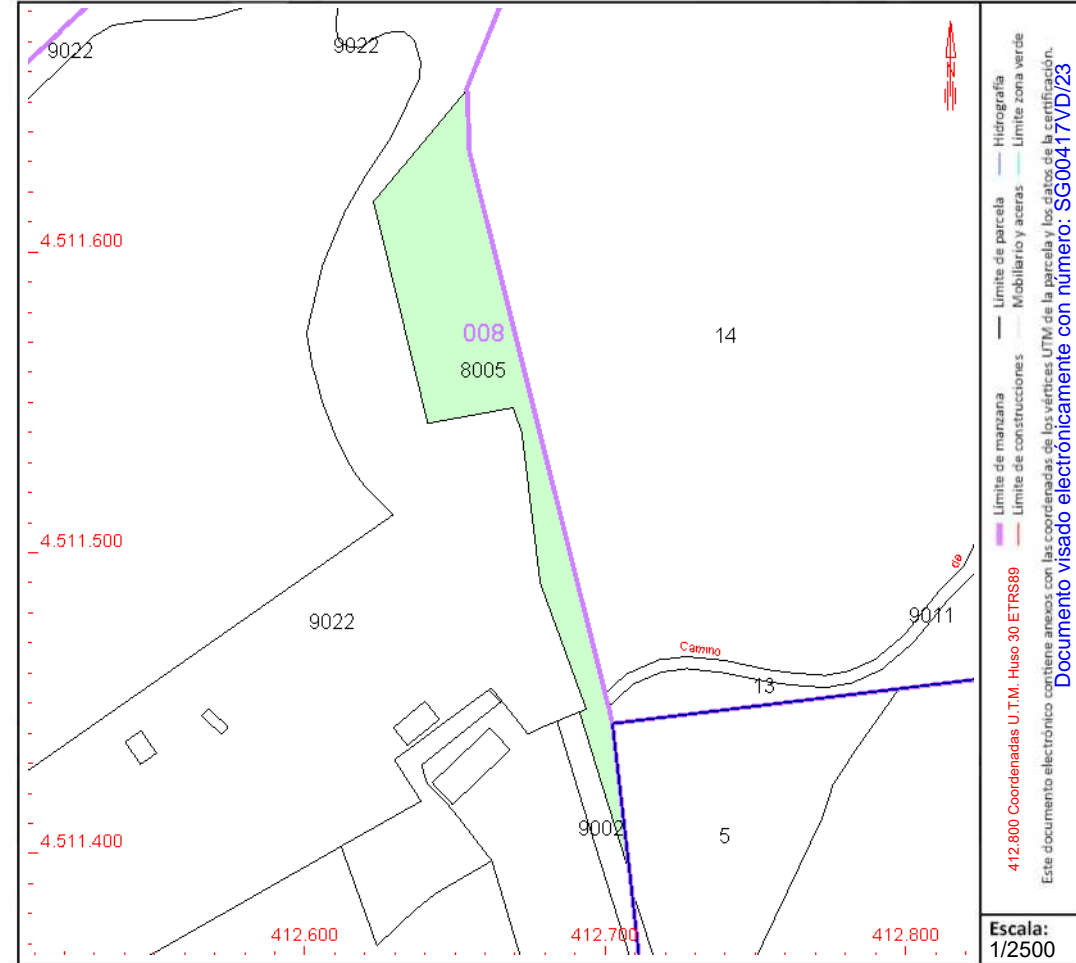 9022
9022
N
4.511.600
008
8005
14
4.511.500
9022
de
9011
Camino
13
4.511.400
9002
5
412.600
412.700
412.800
412.800 Coordenadas U.T.M. Huso 30 ETRS89
Límite de manzana
Límite de parcela
Hidrografía
Límite de construcciones
Mobiliario y aceras
Límite zona verde
Este documento electrónico contiene anexos con las coordenadas de los vértices UTM de la parcela y los datos de la certificación.
Documento visado electrónicamente con número: SG00417VD/23
Escala:
1/2500